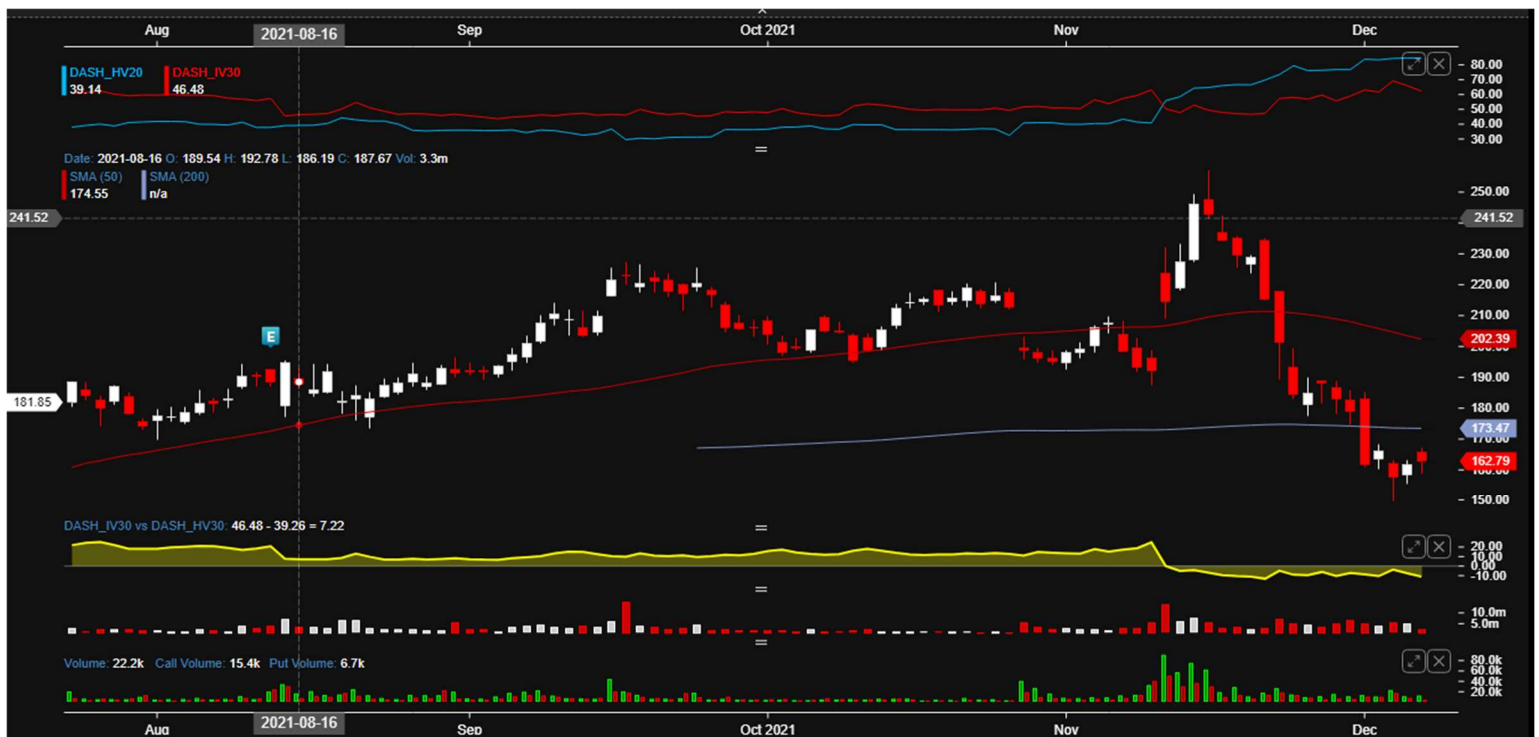 Aug 2021-08-16 Sep Oct 2021 Nov Dec
DASH_HV20 DASH_IV30
39.14 46.48
80.00
70.00
60.00
50.00
40.00
30.00
Date: 2021-08-16 O: 189.54 H: 192.78 L: 186.19 C: 187.67 Vol: 3.3m
SMA (50) SMA (200)
174.55 n/a
250.00
241.52 241.52
230.00
220.00
210.00
E
202.39
200.00
190.00
181.85
180.00
173.47
170.00
162.79
160.00
150.00
DASH_IV30 vs DASH_HV30: 46.48 - 39.26 = 7.22
20.00
10.00
0.00
-10.00
10.0m
5.0m
Volume: 22.2k Call Volume: 15.4k Put Volume: 6.7k
80.0k
60.0k
40.0k
20.0k
Aug 2021-08-16 Sep Oct 2021 Nov Dec